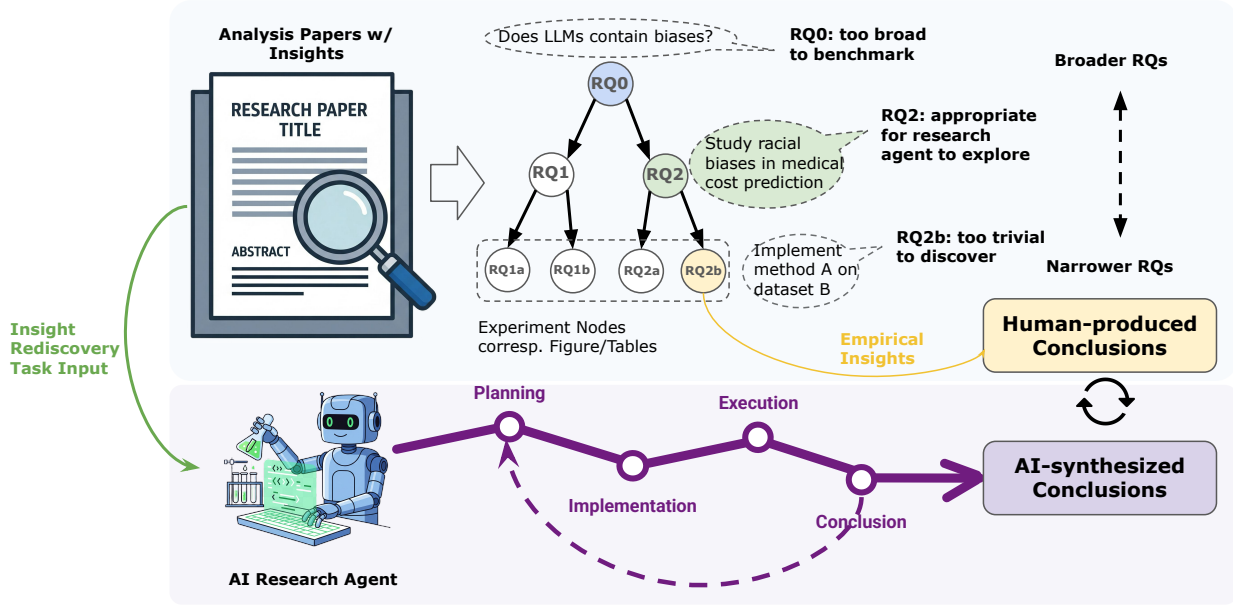 Analysis Papers w/
Insights
RESEARCH PAPER
TITLE
ABSTRACT
Does LLMs contain biases?
RQ0: too broad
to benchmark
RQ0
RQ1
RQ2
Study racial
biases in medical
cost prediction
RQ2: appropriate
for research
agent to explore
RQ1a
RQ1b
RQ2a
RQ2b
Implement
method A on
dataset B
RQ2b: too trivial
to discover
Broader RQs
Narrower RQs
Experiment Nodes
corresp. Figure/Tables
Empirical
Insights
Human-produced
Conclusions
Insight
Rediscovery
Task Input
AI Research Agent
Planning
Implementation
Execution
Conclusion
AI-synthesized
Conclusions